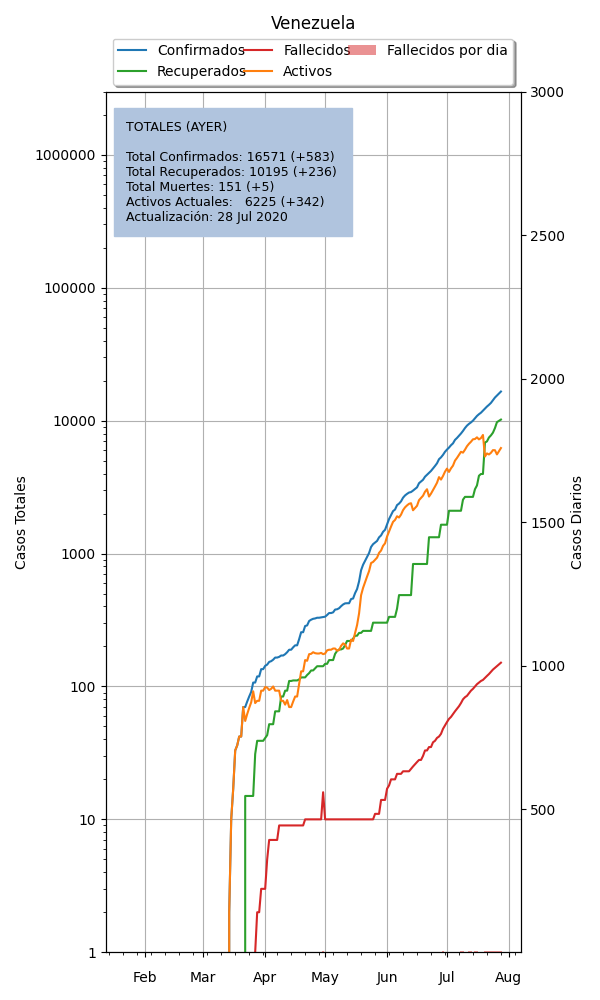 Venezuela
Confirmados Fallecidos Fallecidos por dia
Recuperados Activos
TOTALES (AYER)
Total Confirmados: 16571 (+583)
Total Recuperados: 10195 (+236)
Total Muertes: 151 (+5)
Activos Actuales: 6225 (+342)
Actualización: 28 Jul 2020
Casos Totales
1000000
100000
10000
1000
100
10
1
3000
2500
2000
1500
1000
500
Casos Diarios
Feb Mar Apr May Jun Jul Aug